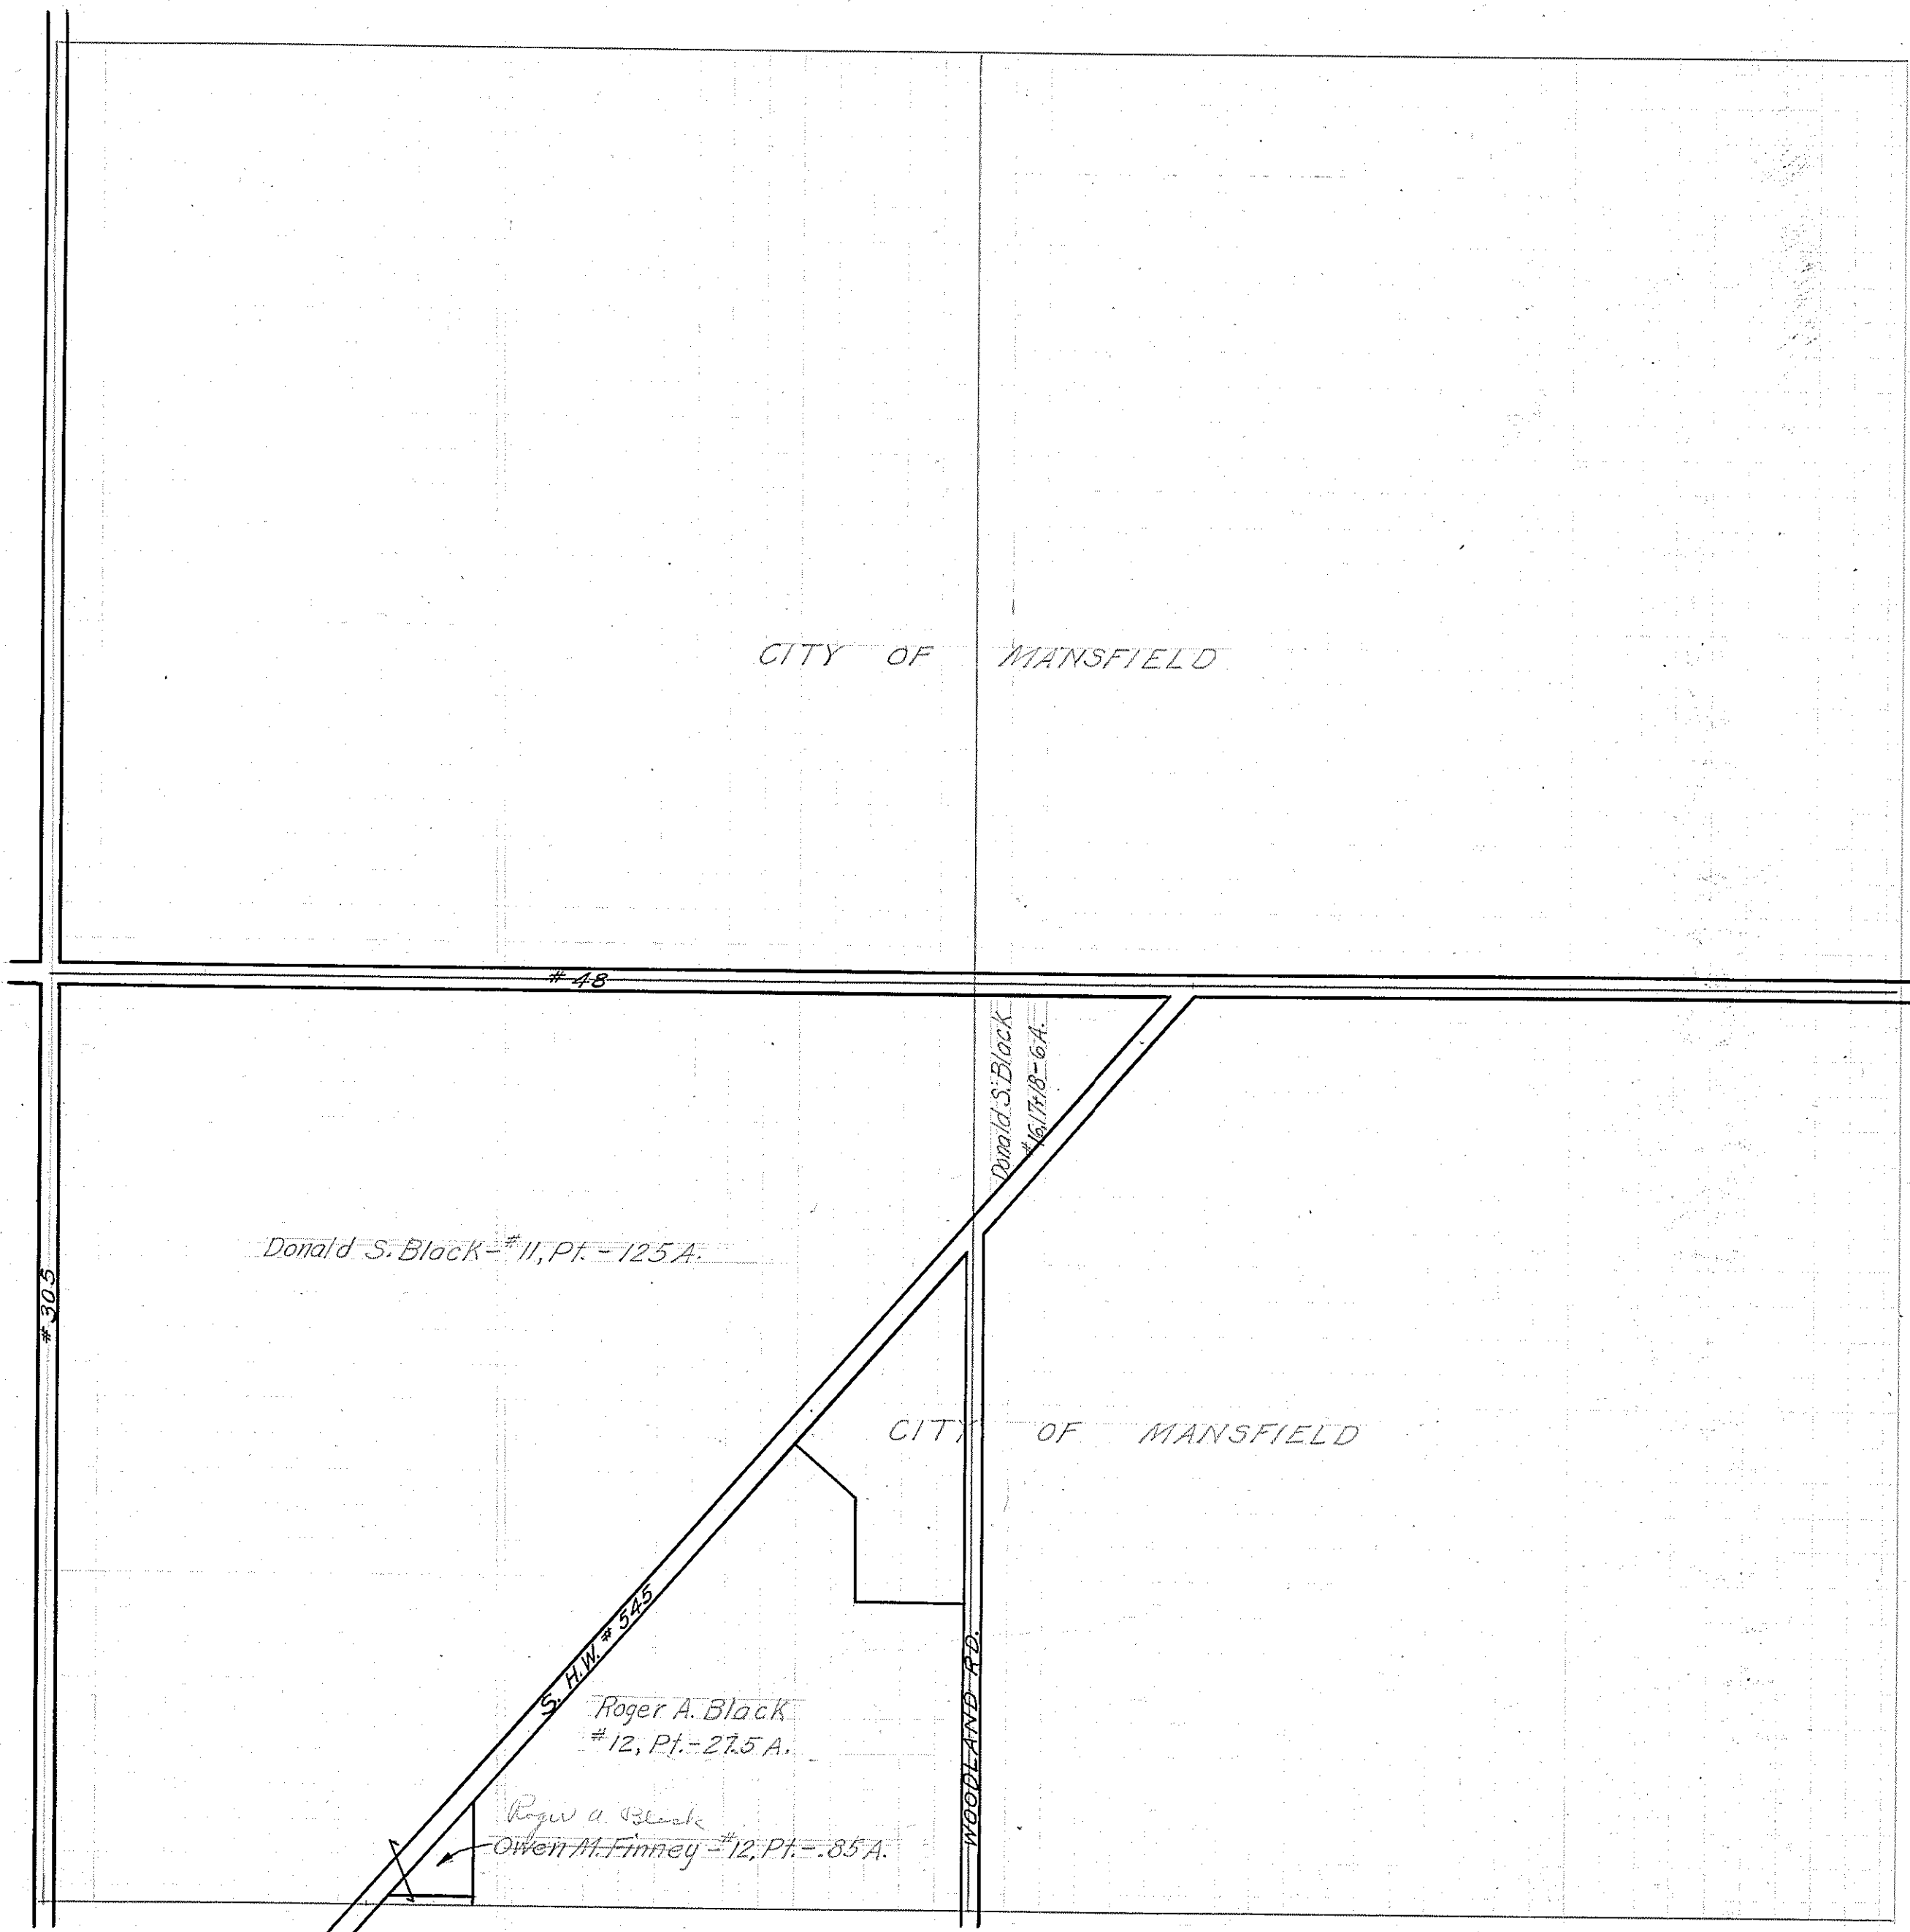 CITY OF MANSFIELD
# 48
Donald S. Black
# 16,17+18-6A.
Donald S. Black-#11, Pt. - 125 A.
# 305
CITY OF MANSFIELD
S. H.W. # 545
Roger A. Black
#12, Pt.-27.5 A.
WOODLAND RD.
Roger A. Black
Owen M. Finney-#12, Pt.-.85 A.